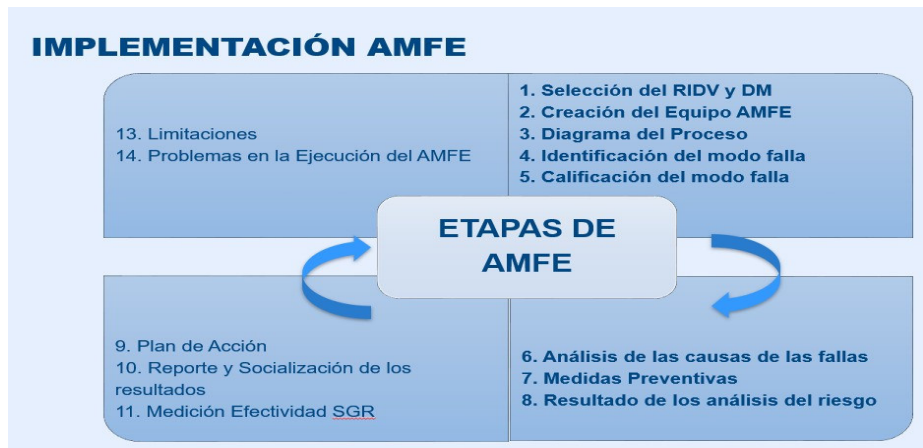 IMPLEMENTACIÓN AMFE
13. Limitaciones
14. Problemas en la Ejecución del AMFE
1. Selección del RIDV y DM
2. Creación del Equipo AMFE
3. Diagrama del Proceso
4. Identificación del modo falla
5. Calificación del modo falla
ETAPAS DE
AMFE
9. Plan de Acción
10. Reporte y Socialización de los
resultados
11. Medición Efectividad SGR
6. Análisis de las causas de las fallas
7. Medidas Preventivas
8. Resultado de los análisis del riesgo